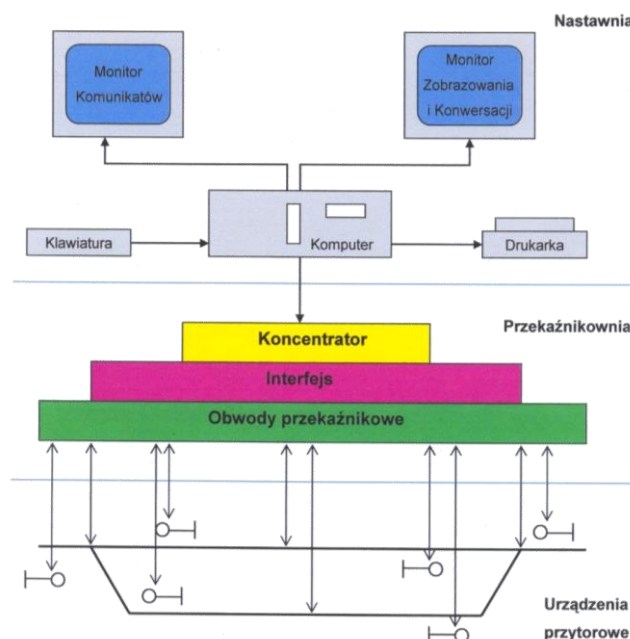 Nastawnia
Monitor
Komunikatów
Monitor
Zobrazowania
i Konwersacji
Klawiatura
Komputer
Drukarka
Przekaźnikownia
Koncentrator
Interfejs
Obwody przekaźnikowe
Urządzenia
przytorowe